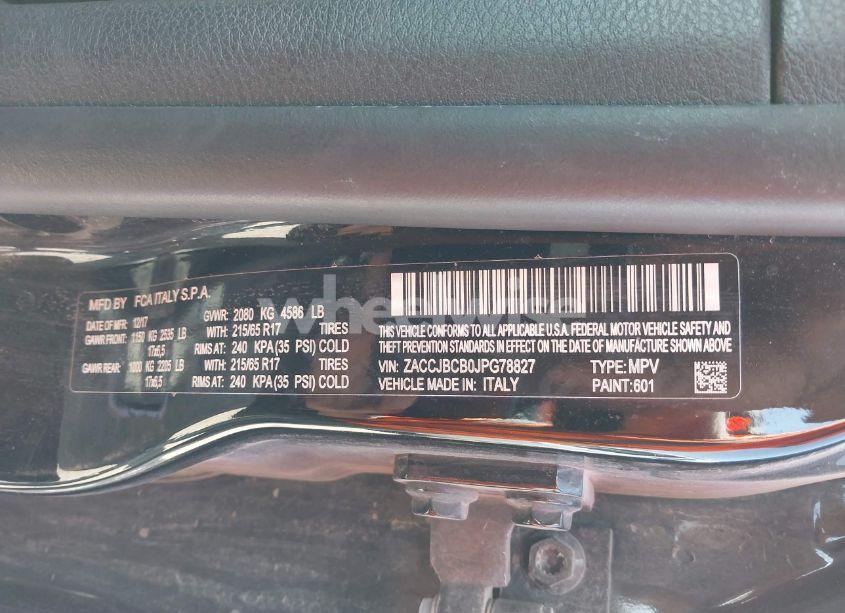 MFD BY FCA ITALY S.P.A.
DATE OF MFR: 12/17 GVWR: 2080 KG 4586 LB
GAWR FRONT: 1150 KG 2535 LB WITH: 215/65 R17 TIRES
17x6,5 RIMS AT: 240 KPA(35 PSI) COLD
GAWR REAR: 1000 KG 2205 LB WITH: 215/65 R17 TIRES
17x6,5 RIMS AT: 240 KPA(35 PSI) COLD
THIS VEHICLE CONFORMS TO ALL APPLICABLE U.S.A. FEDERAL MOTOR VEHICLE SAFETY AND
THEFT PREVENTION STANDARDS IN EFFECT ON THE DATE OF MANUFACTURE SHOWN ABOVE.
VIN: ZACCJBCB0JPG78827 TYPE: MPV
VEHICLE MADE IN: ITALY PAINT:601
wheelwise